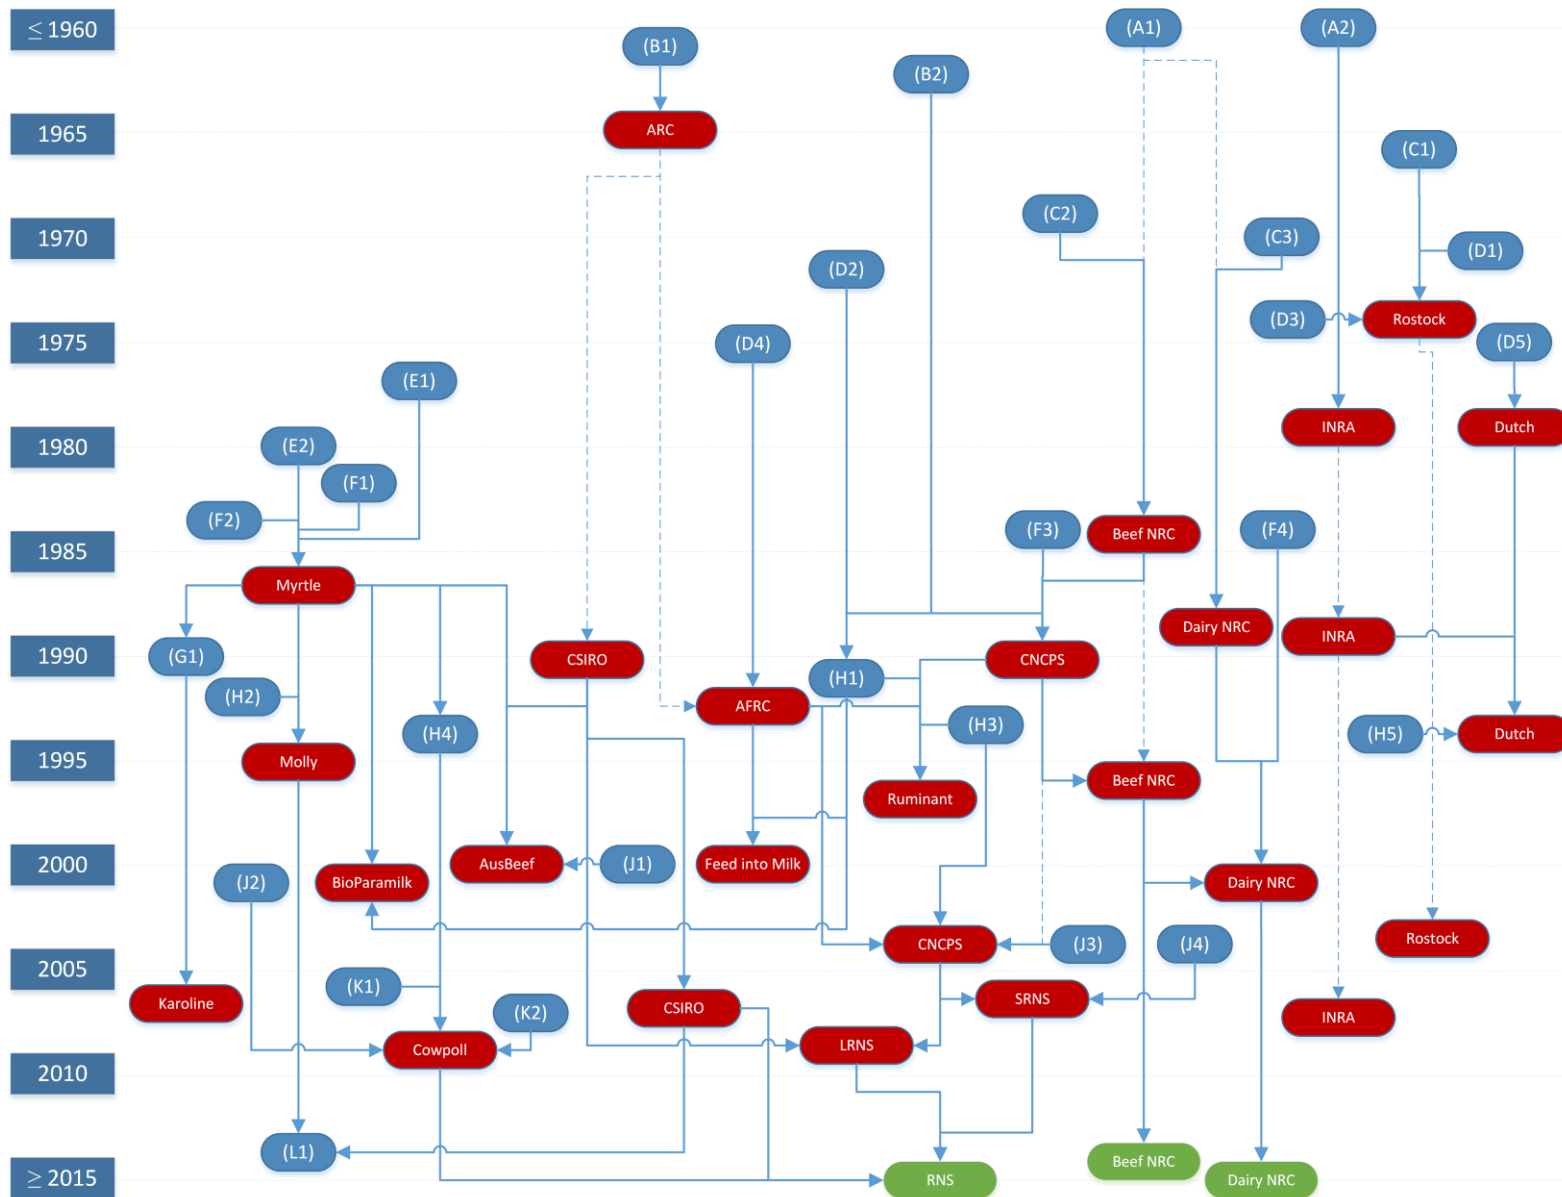 ≤ 1960
(A1)
(A2)
(B1)
(B2)
1965
ARC
(C1)
(C2)
1970
(C3)
(D1)
(D2)
(D3)
Rostock
1975
(D4)
(D5)
(E1)
INRA
Dutch
1980
(E2)
(F1)
(F2)
(F3)
Beef NRC
(F4)
1985
Myrtle
Dairy NRC
INRA
1990
(G1)
CSIRO
CNCPS
(H1)
(H2)
AFRC
(H3)
(H4)
(H5)
Dutch
1995
Molly
Beef NRC
Ruminant
2000
AusBeef
(J1)
Feed into Milk
(J2)
BioParamilk
Dairy NRC
CNCPS
(J3)
(J4)
Rostock
2005
(K1)
Karoline
CSIRO
SRNS
(K2)
INRA
Cowpoll
LRNS
2010
(L1)
Beef NRC
≥ 2015
RNS
Dairy NRC